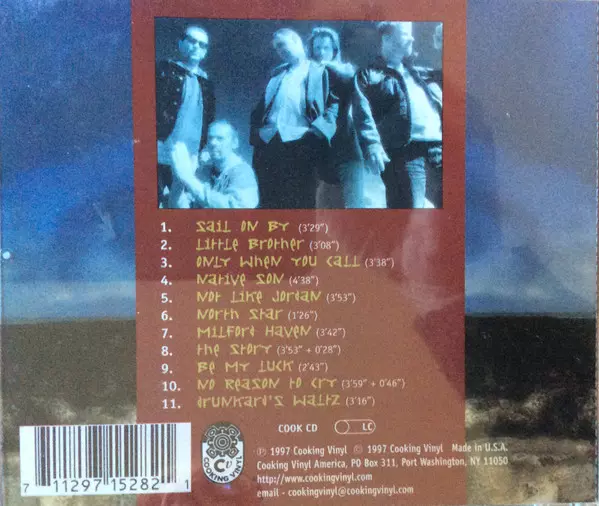 1. Sail On By (3'29")
2. Little Brother (3'08")
3. Only When You Call (3'38")
4. Native Son (4'38")
5. Not Like Jordan (3'53")
6. North Star (1'26")
7. Milford Haven (3'42")
8. The Story (3'53" + 0'28")
9. Be My Luck (2'43")
10. No Reason To Cry (3'59" + 0'46")
11. Drunkard's Waltz (3'16")
COOK CD LC
℗ 1997 Cooking Vinyl © 1997 Cooking Vinyl Made in U.S.A.
Cooking Vinyl America, PO Box 311, Port Washington, NY 11050
http://www.cookingvinyl.com
email - cookingvinyl@cookingvinyl.com
COOKING VINYL
CV
7 11297 15282 1